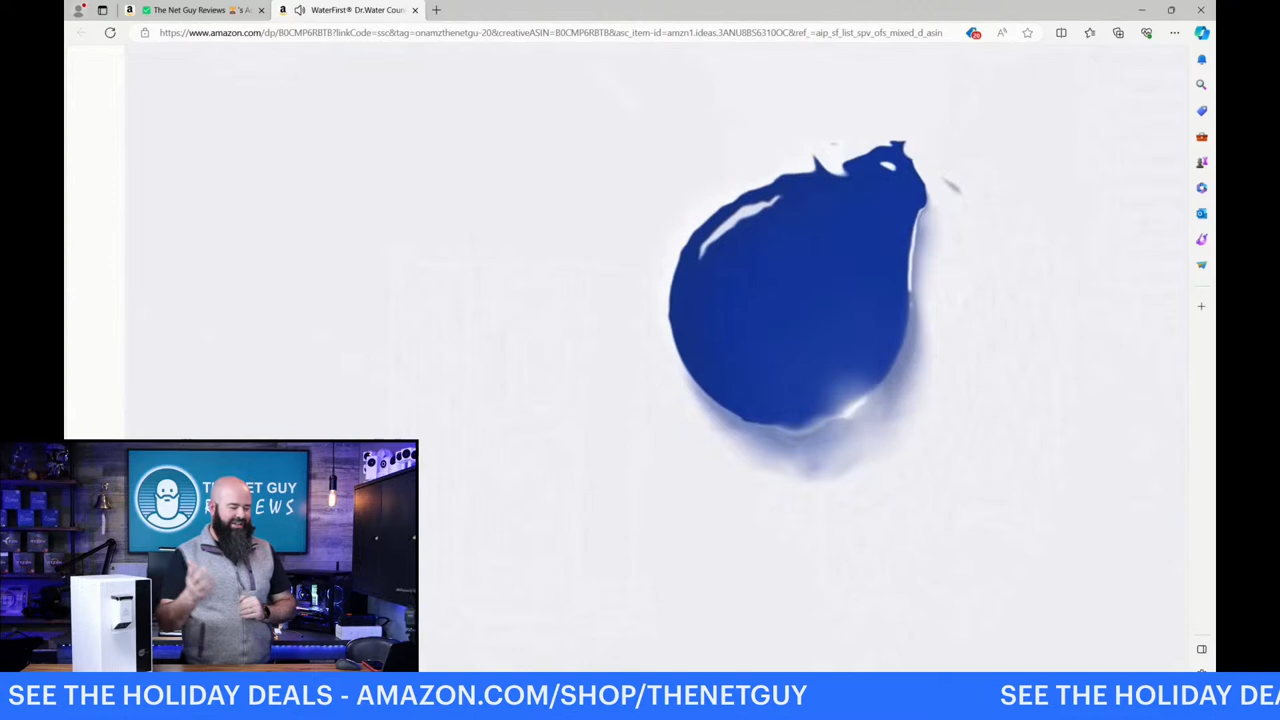 The Net Guy Reviews 👨's A
WaterFirst® Dr.Water Coun
https://www.amazon.com/dp/B0CMP6RBTB?linkCode=ssc&tag=onamzthenetgu-20&creativeASIN=B0CMP6RBTB&asc_item-id=amzn1.ideas.3ANU8BS6310OC&ref_=aip_sf_list_spv_ofs_mixed_d_asin
THE NET GUY
REVIEWS
SEE THE HOLIDAY DEALS - AMAZON.COM/SHOP/THENETGUY SEE THE HOLIDAY DEA